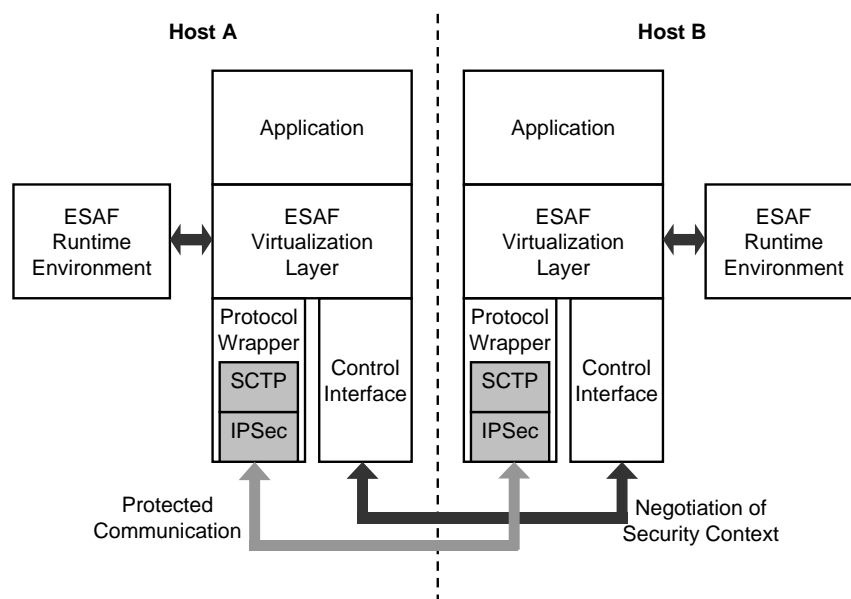 Host A
Host B
Application
Application
ESAF
Runtime
Environment
ESAF
Virtualization
Layer
ESAF
Virtualization
Layer
ESAF
Runtime
Environment
Protocol
Wrapper
SCTP
IPSec
Control
Interface
Protocol
Wrapper
SCTP
IPSec
Control
Interface
Protected
Communication
Negotiation of
Security Context